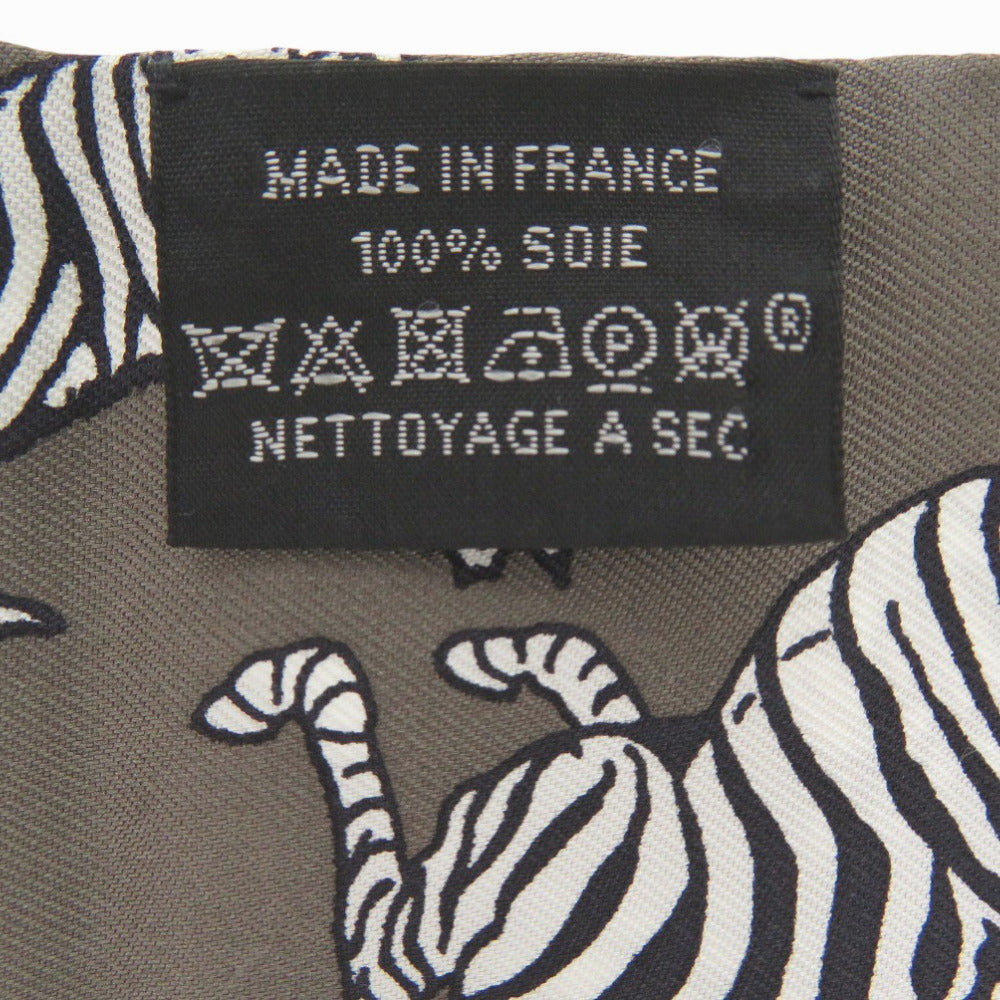 MADE IN FRANCE
100% SOIE
P W ®
NETTOYAGE A SEC